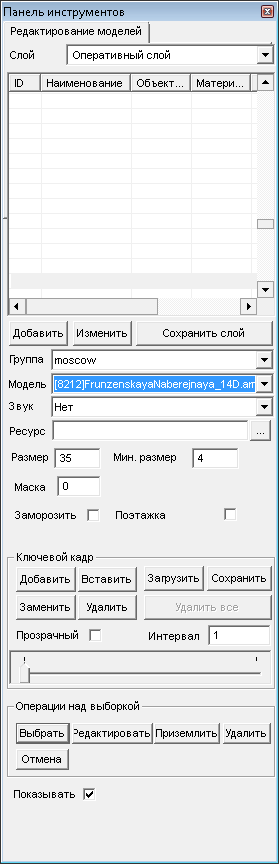 Панель инструментов
Редактирование моделей
Слой Оперативный слой
ID Наименование Объект... Матери...
Добавить Изменить Сохранить слой
Группа moscow
Модель [8212]FrunzenskayaNaberejnaya_14D.am
Звук Нет
Ресурс ...
Размер 35 Мин. размер 4
Маска 0
Заморозить Поэтажка
Ключевой кадр
Добавить Вставить Загрузить Сохранить
Заменить Удалить Удалить все
Прозрачный Интервал 1
Операции над выборкой
Выбрать Редактировать Приземлить Удалить
Отмена
Показывать